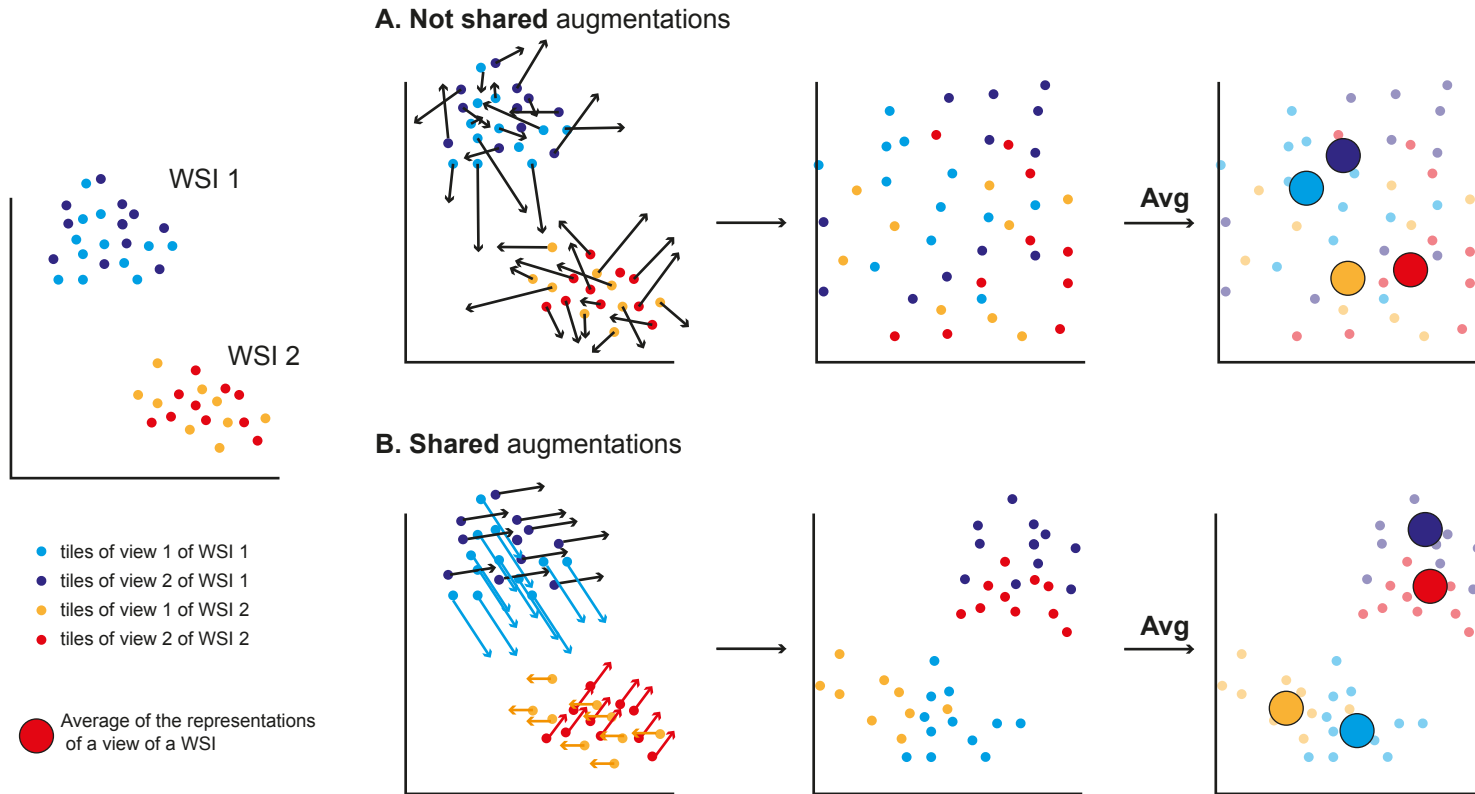 A. Not shared augmentations
WSI 1
WSI 2
Avg
B. Shared augmentations
Avg
tiles of view 1 of WSI 1
tiles of view 2 of WSI 1
tiles of view 1 of WSI 2
tiles of view 2 of WSI 2
Average of the representations
of a view of a WSI